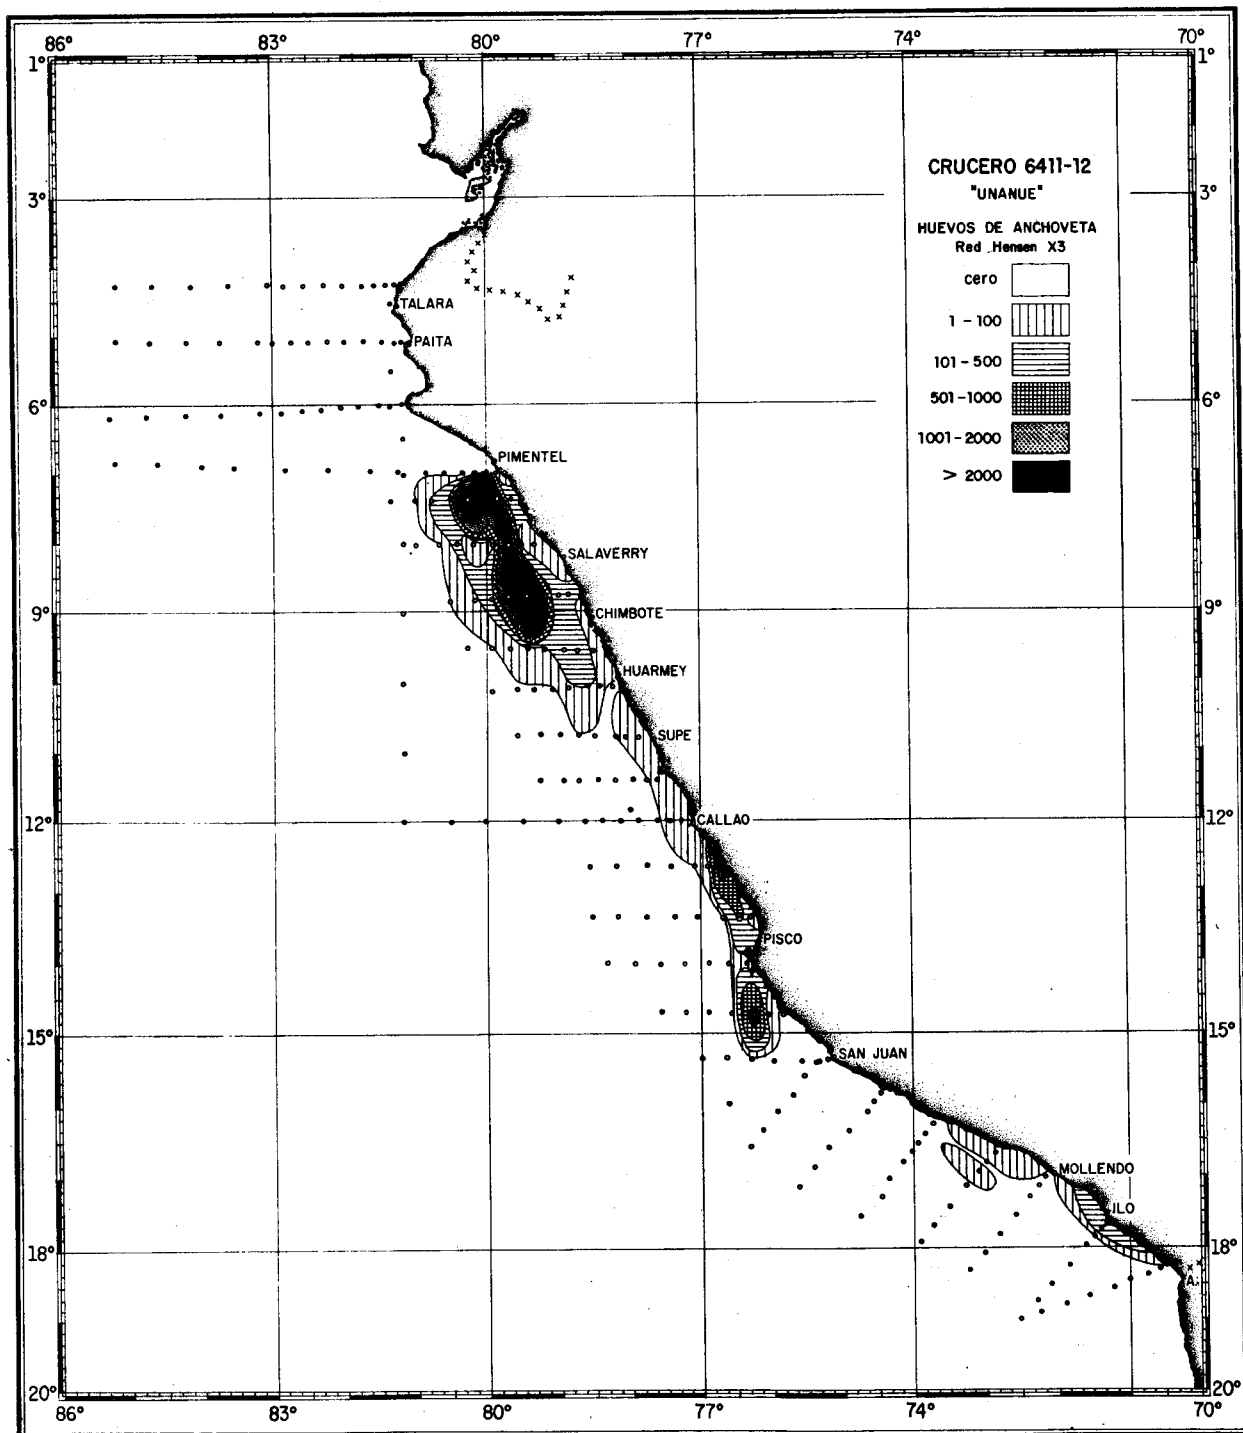 86° 83° 80° 77° 74° 70°
1° 1°
CRUCERO 6411-12
"UNANUE"
3° 3°
HUEVOS DE ANCHOVETA
Red Hensen X3
cero
1 - 100
101 - 500
501 - 1000
1001 - 2000
> 2000
TALARA
PAITA
6° 6°
PIMENTEL
SALAVERRY
9° CHIMBOTE 9°
HUARMEY
SUPE
12° CALLAO 12°
PISCO
15° 15°
SAN JUAN
MOLLENDO
ILO
18° 18°
A.
20° 20°
86° 83° 80° 77° 74° 70°